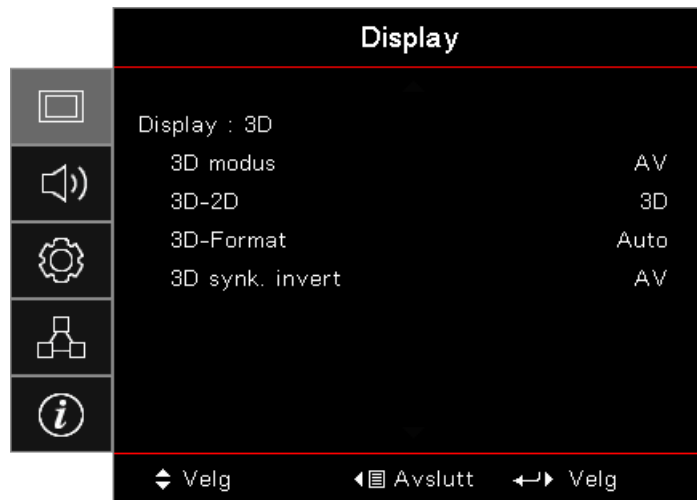 Display
Display : 3D
3D modus AV
3D-2D 3D
3D-Format Auto
3D synk. invert AV
Velg Avslutt Velg